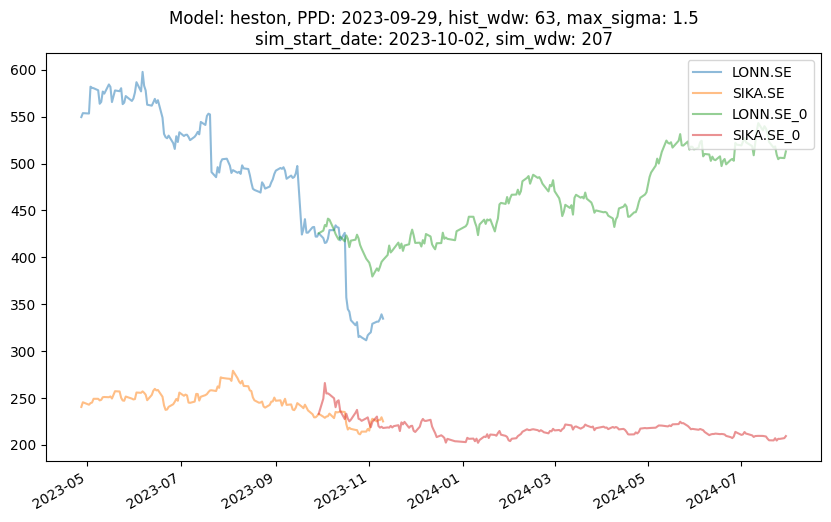 Model: heston, PPD: 2023-09-29, hist_wdw: 63, max_sigma: 1.5
sim_start_date: 2023-10-02, sim_wdw: 207
LONN.SE
SIKA.SE
LONN.SE_0
SIKA.SE_0
600
550
500
450
400
350
300
250
200
2023-05
2023-07
2023-09
2023-11
2024-01
2024-03
2024-05
2024-07